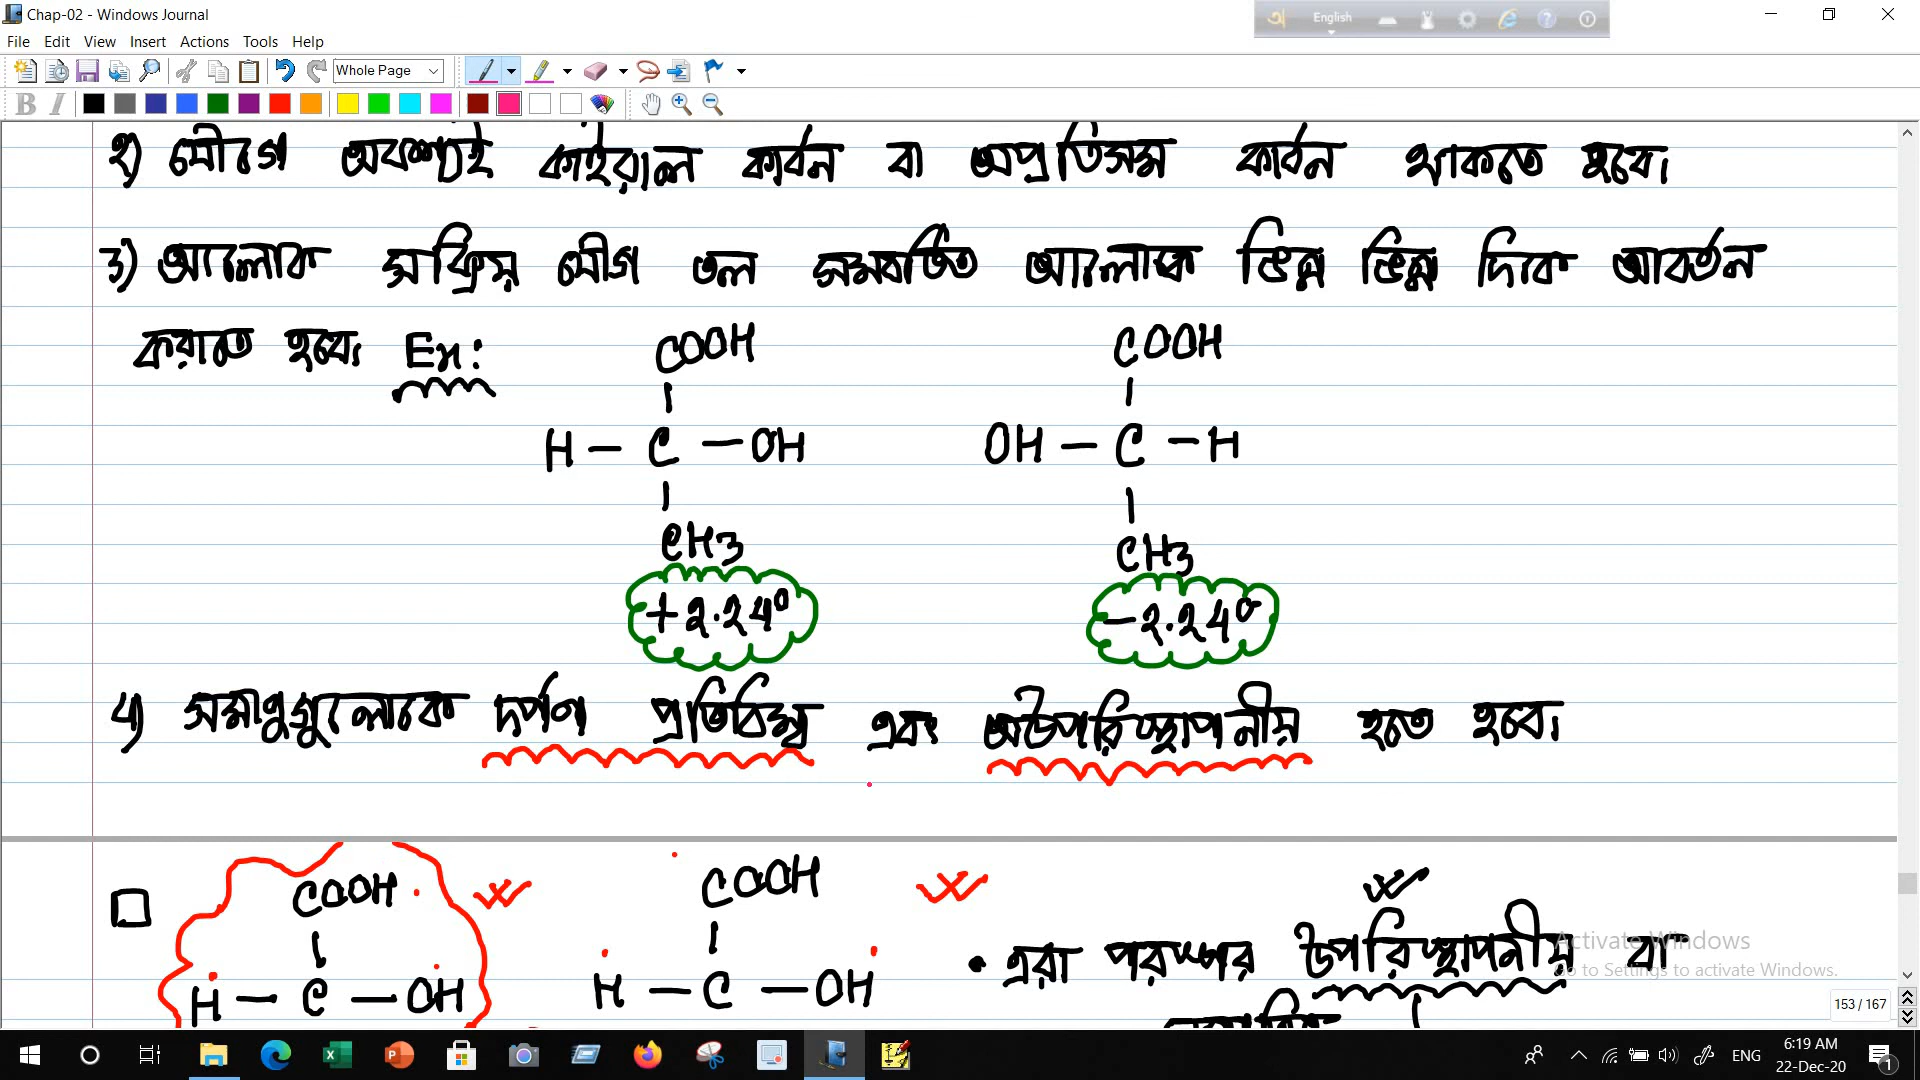 Chap-02 - Windows Journal
English
File Edit View Insert Actions Tools Help
Whole Page
B I
২) যৌগে অবশ্যই কাইরাল কার্বন বা অপ্রতিসম কার্বন থাকতে হবে।
৩) আলোক সক্রিয় যৌগ তল সমবর্তিত আলোকে ভিন্ন ভিন্ন দিকে আবর্তন
করাতে হবে। Ex:
COOH COOH
H — C — OH OH — C — H
CH3 CH3
+2.24° -2.24°
৪) সমাণুগুলোকে দর্পণ প্রতিবিম্ব এবং অউপরিস্থাপনীয় হতে হবে।
COOH COOH
• এরা পরস্পর উপরিস্থাপনীয় বা
H — C — OH H — C — OH
Activate Windows
Go to Settings to activate Windows.
153 / 167
ENG
6:19 AM
22-Dec-20
1